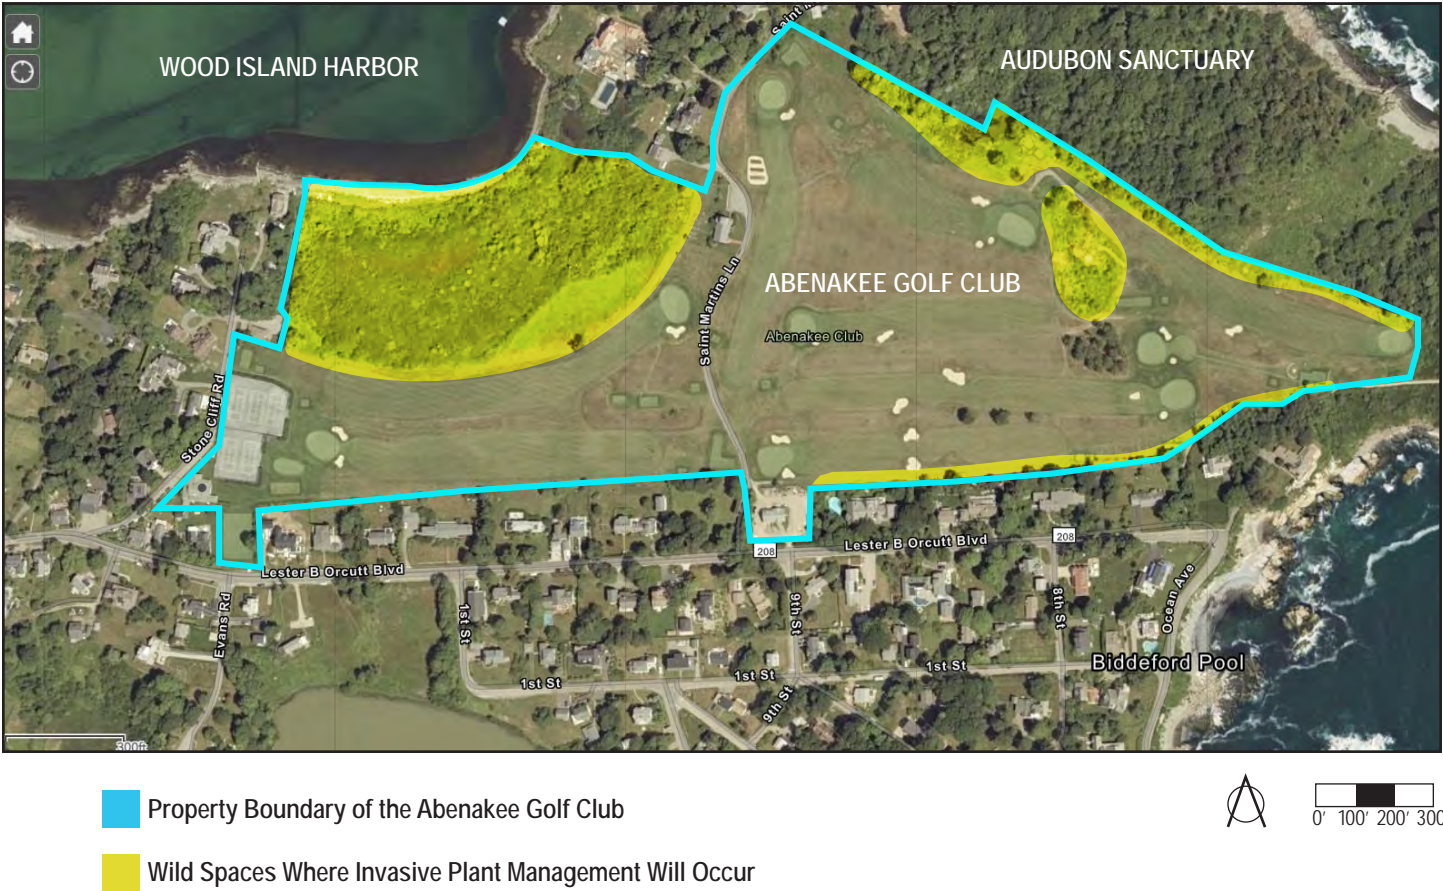 Saint M
WOOD ISLAND HARBOR
AUDUBON SANCTUARY
ABENAKEE GOLF CLUB
Saint Martins Ln
Abenakee Club
Stone Cliff Rd
208
208
Lester B Orcutt Blvd
Lester B Orcutt Blvd
Evans Rd
1st St
9th St
8th St
Ocean Ave
Biddeford Pool
1st St
1st St
1st St
9th St
300ft
Property Boundary of the Abenakee Golf Club
0' 100' 200' 300
Wild Spaces Where Invasive Plant Management Will Occur